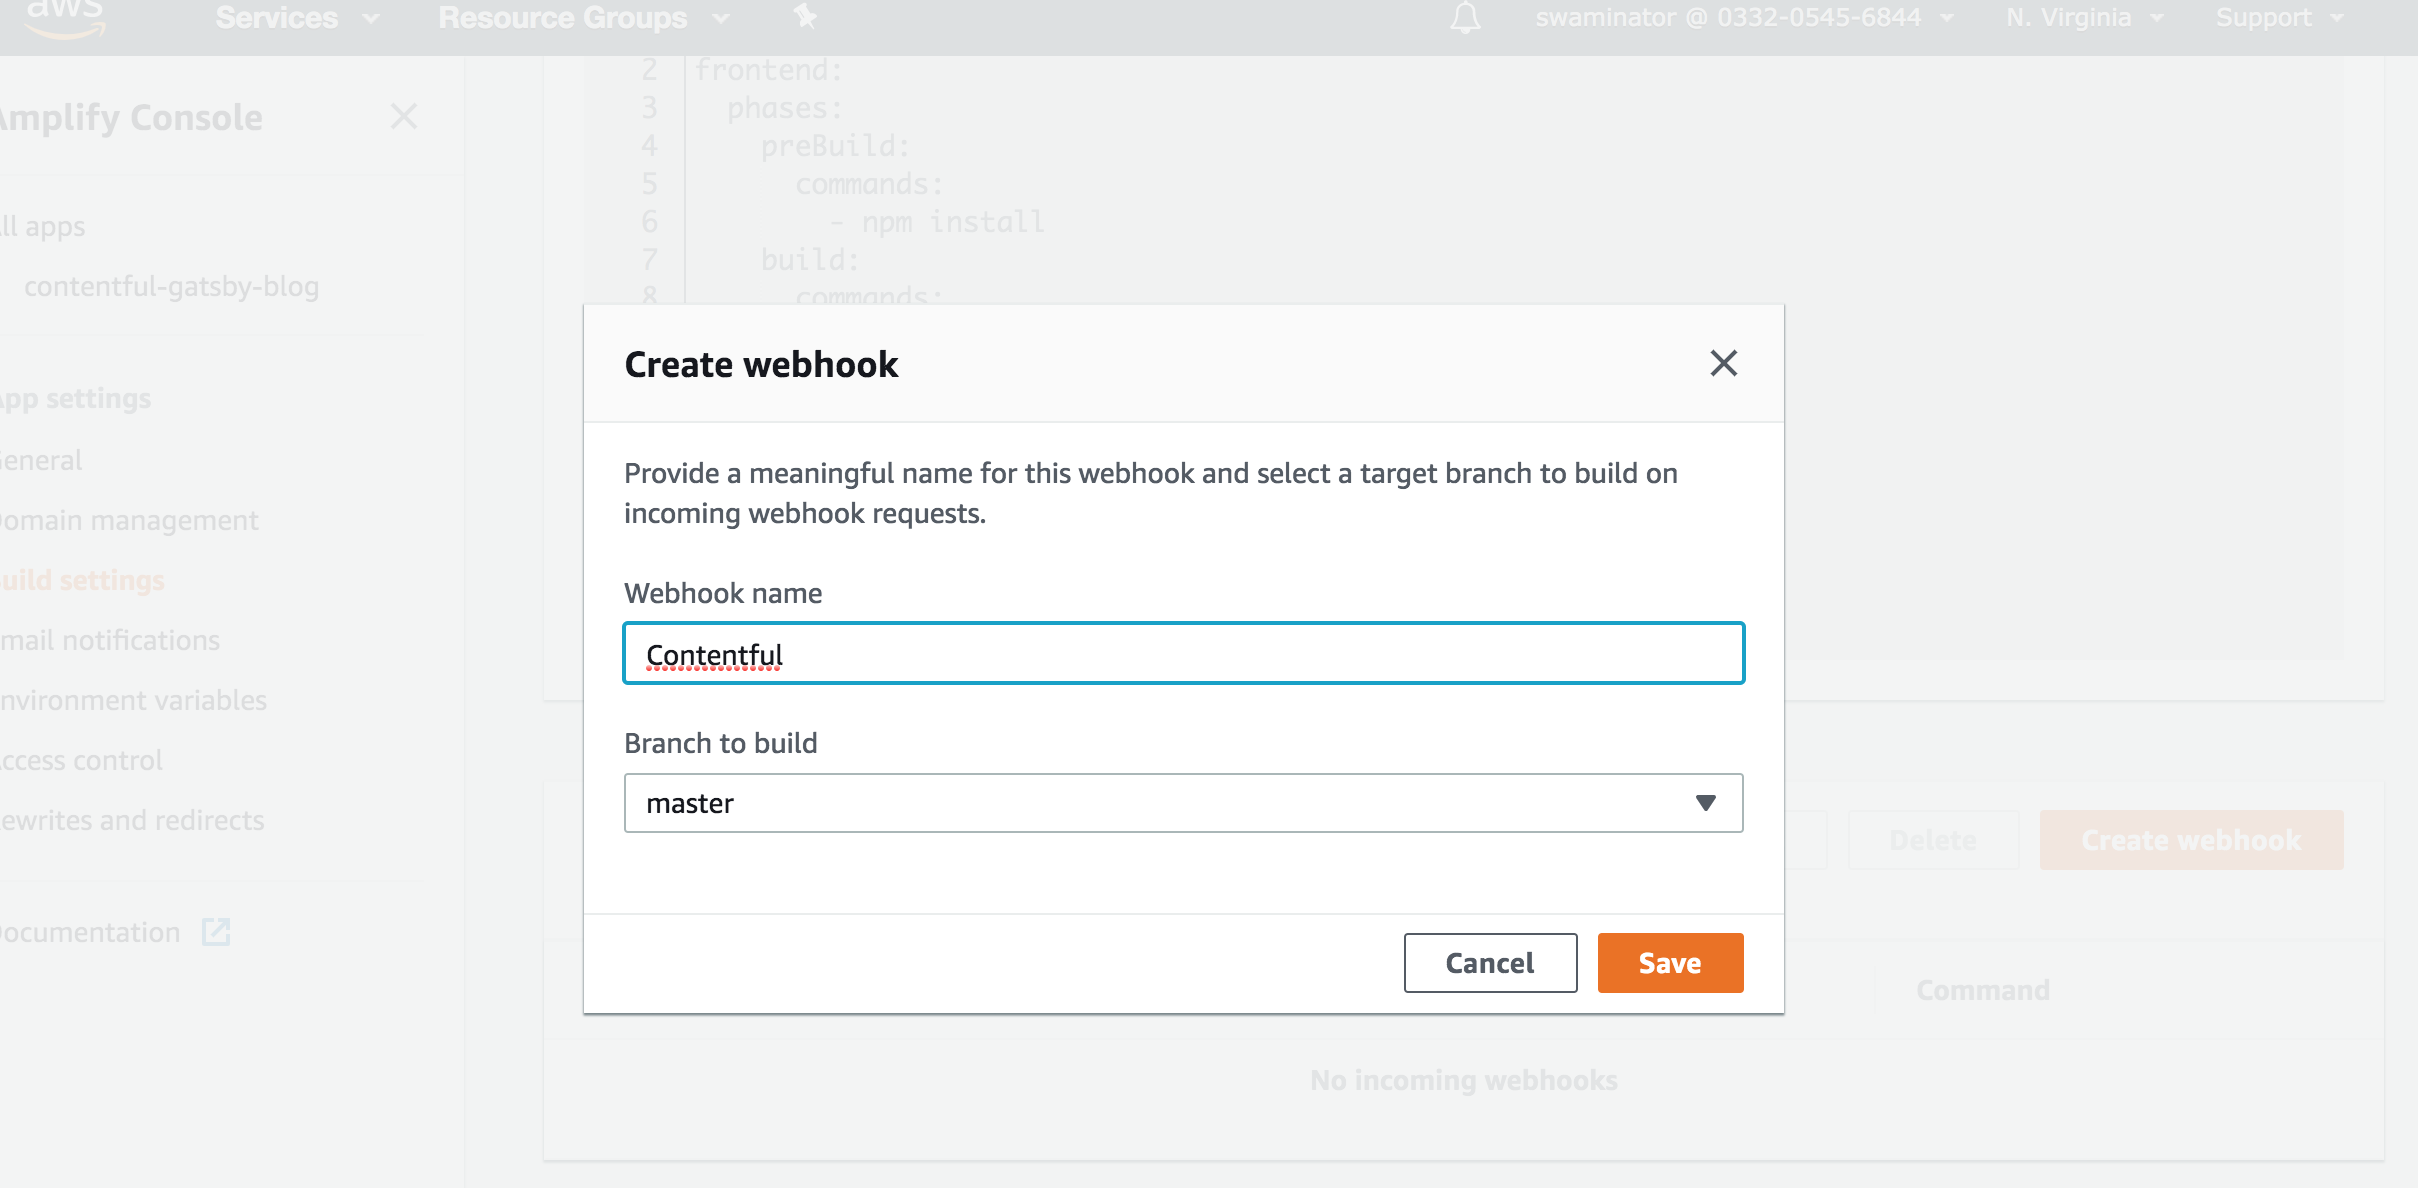 aws
Services
Resource Groups
swaminator @ 0332-0545-6844
N. Virginia
Support
Amplify Console
ll apps
contentful-gatsby-blog
App settings
eneral
omain management
uild settings
mail notifications
nvironment variables
ccess control
ewrites and redirects
ocumentation
2 frontend:
3 phases:
4 preBuild:
5 commands:
6 - npm install
7 build:
8 commands:
Create webhook
Provide a meaningful name for this webhook and select a target branch to build on
incoming webhook requests.
Webhook name
Contentful
Branch to build
master
Cancel
Save
Delete
Create webhook
Command
No incoming webhooks